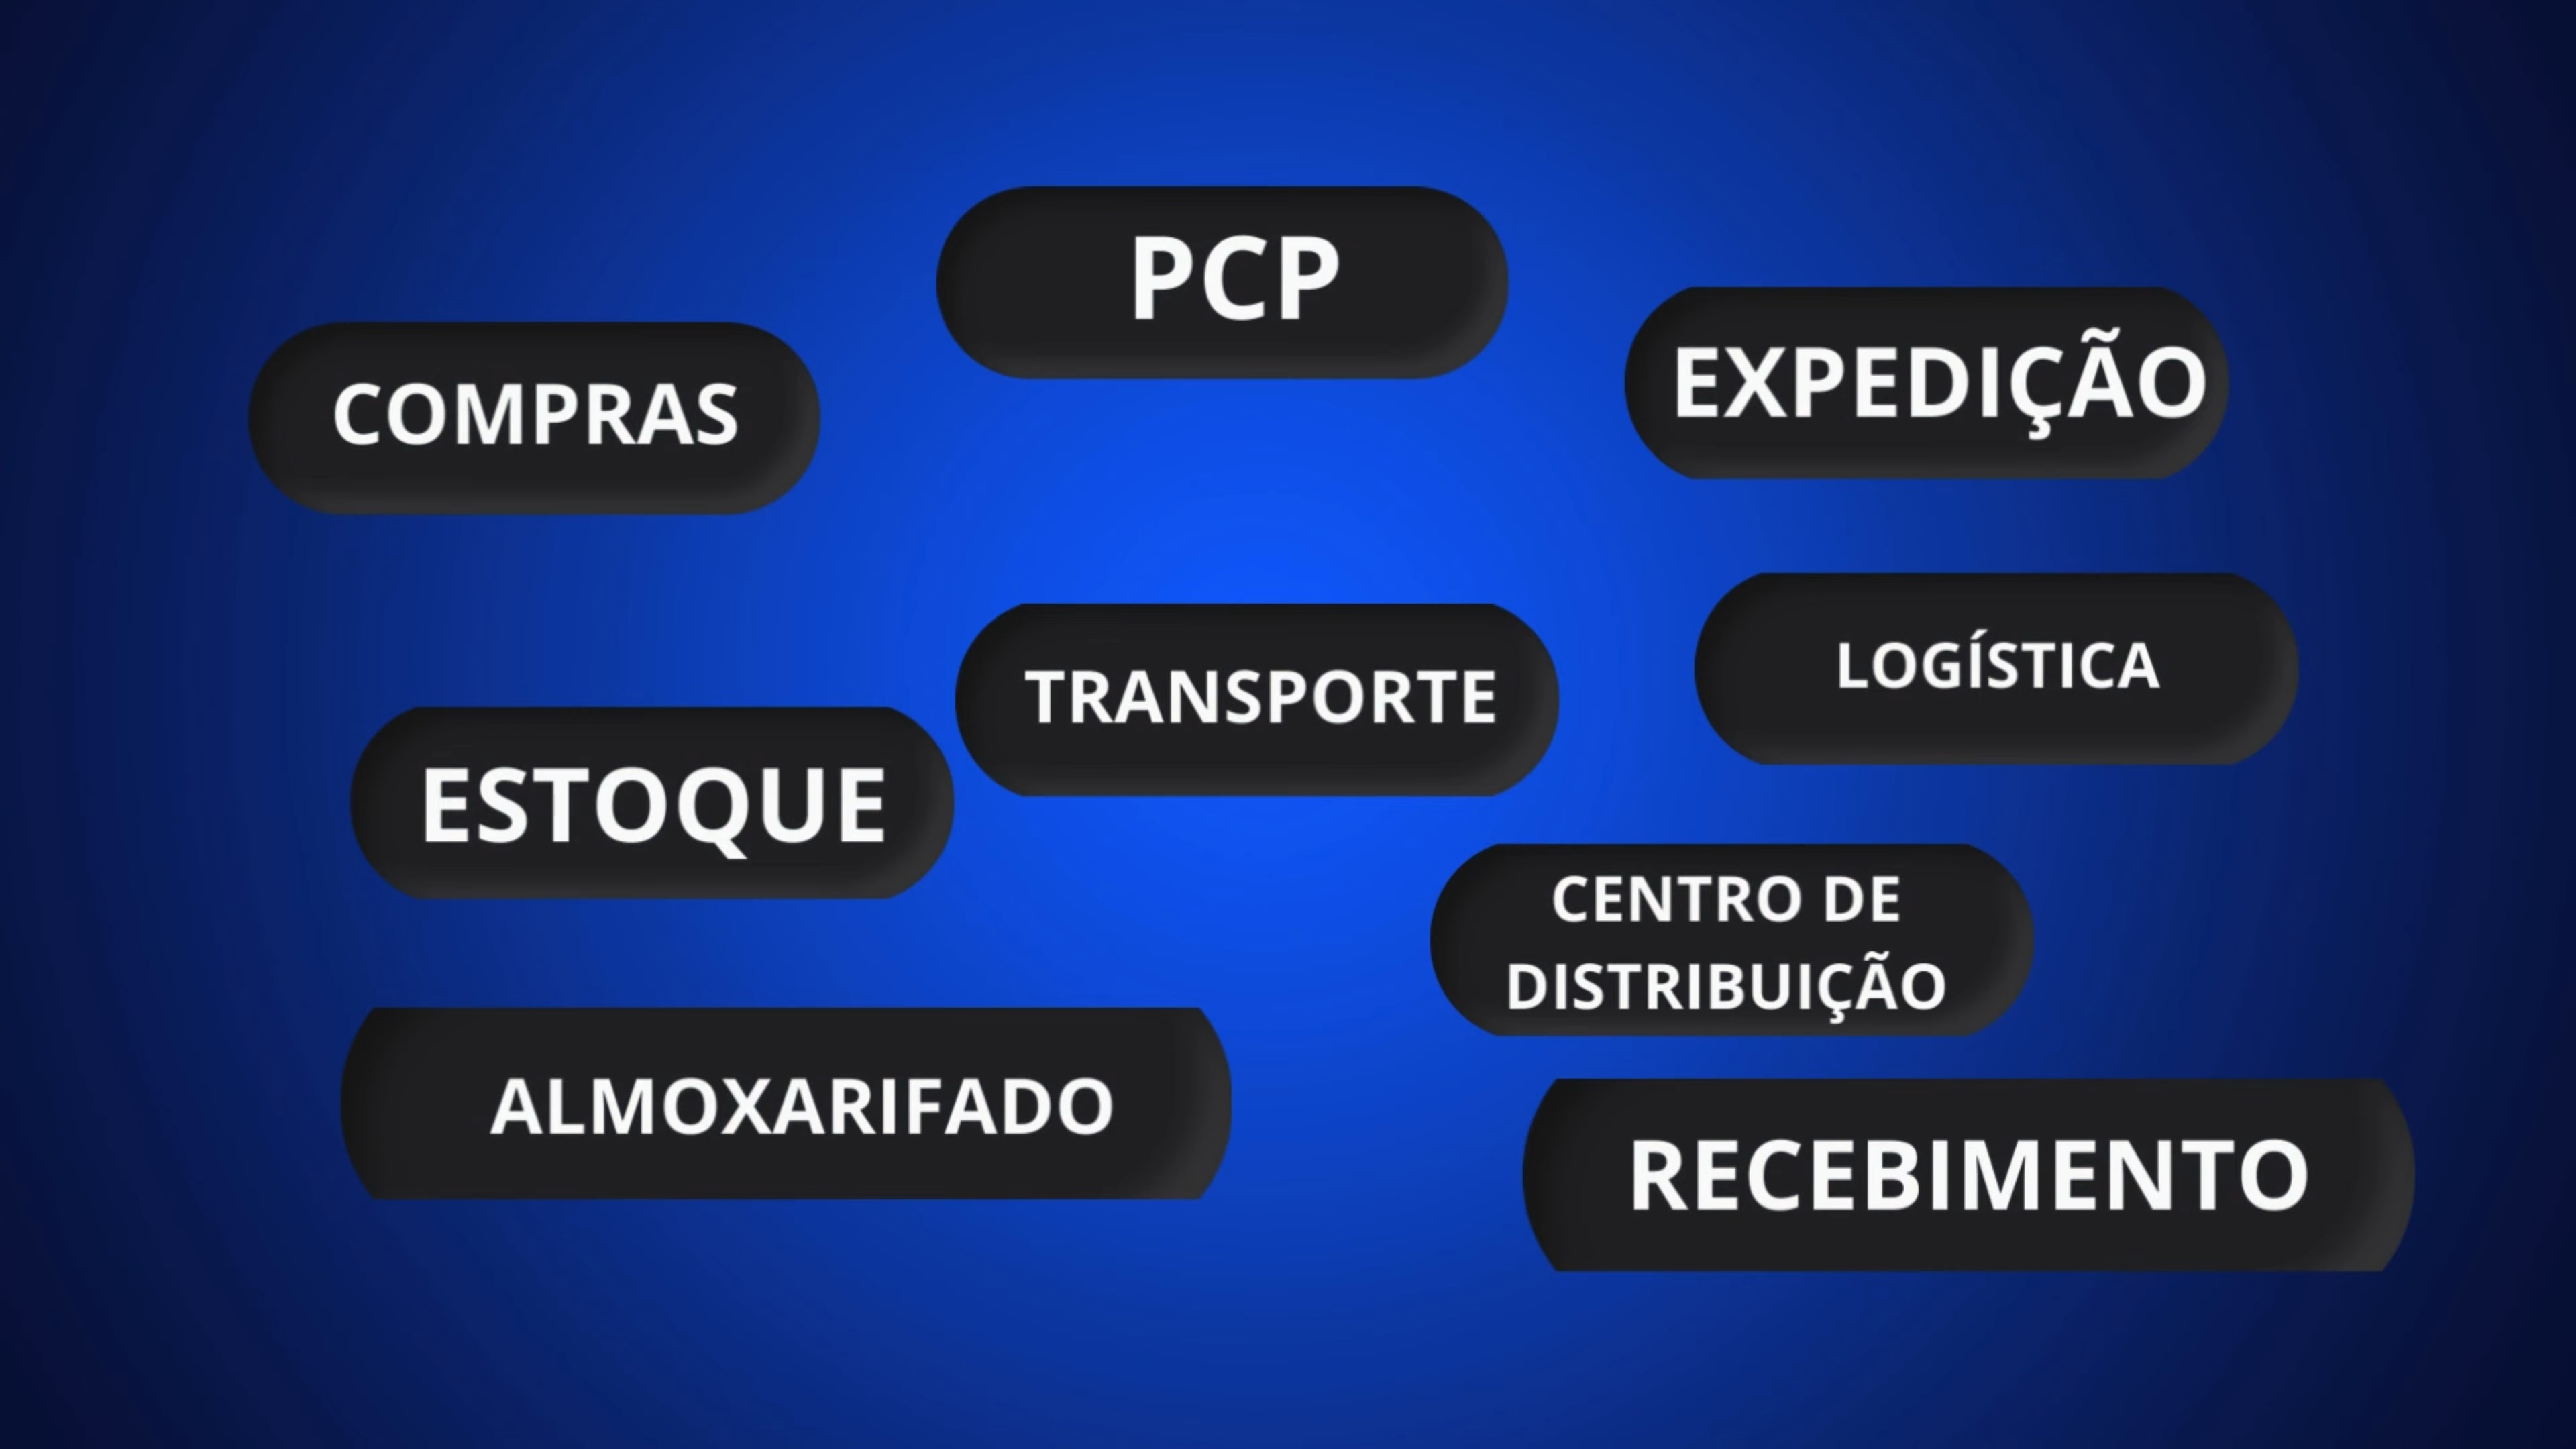 PCP
EXPEDIÇÃO
COMPRAS
LOGÍSTICA
TRANSPORTE
ESTOQUE
CENTRO DE
DISTRIBUIÇÃO
ALMOXARIFADO
RECEBIMENTO